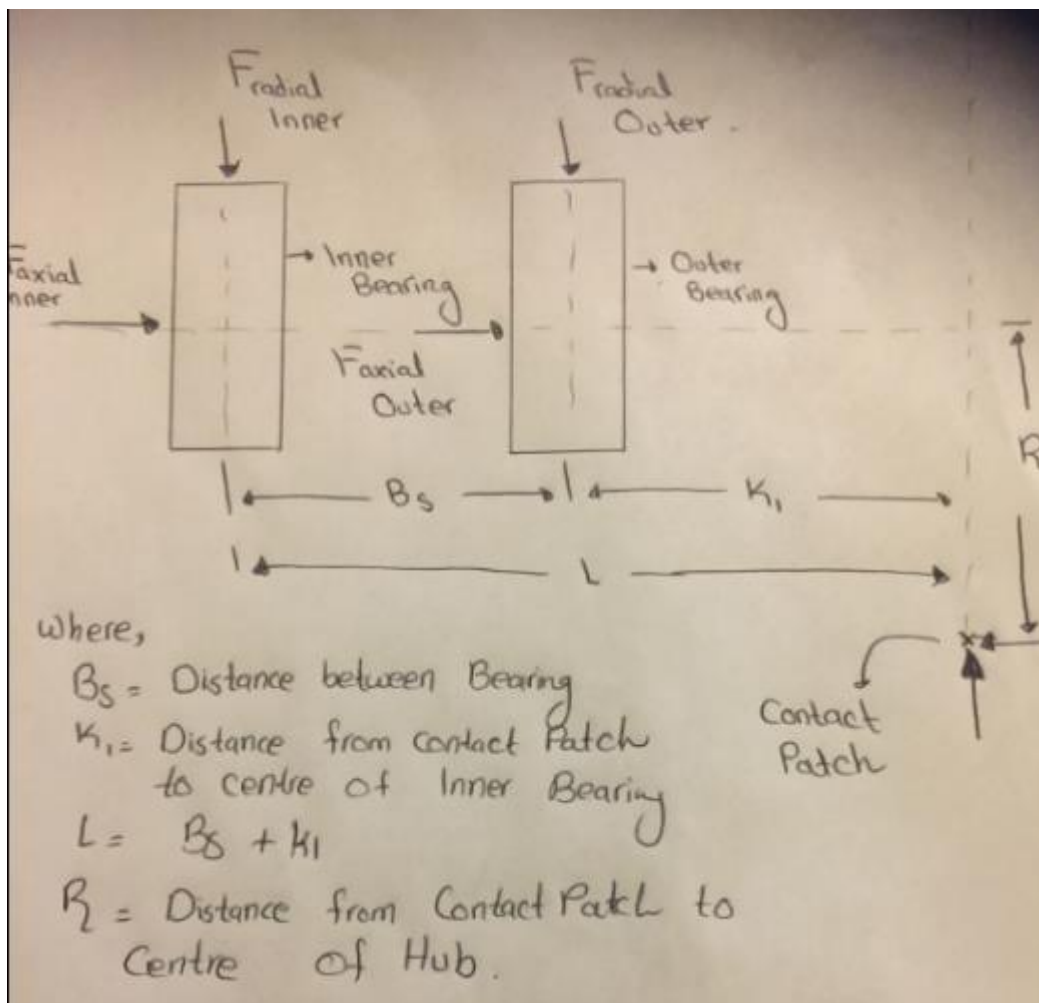 Fradial
Inner
Fradial
Outer.
Faxial
nner
→ Inner
Bearing
→ Outer
Bearing
Faxial
Outer
R
Bs
K1
L
where,
Bs = Distance between Bearing
K1 = Distance from contact Patch
to centre of Inner Bearing
L = Bs + k1
R = Distance from Contact Patch to
Centre of Hub.
Contact
Patch